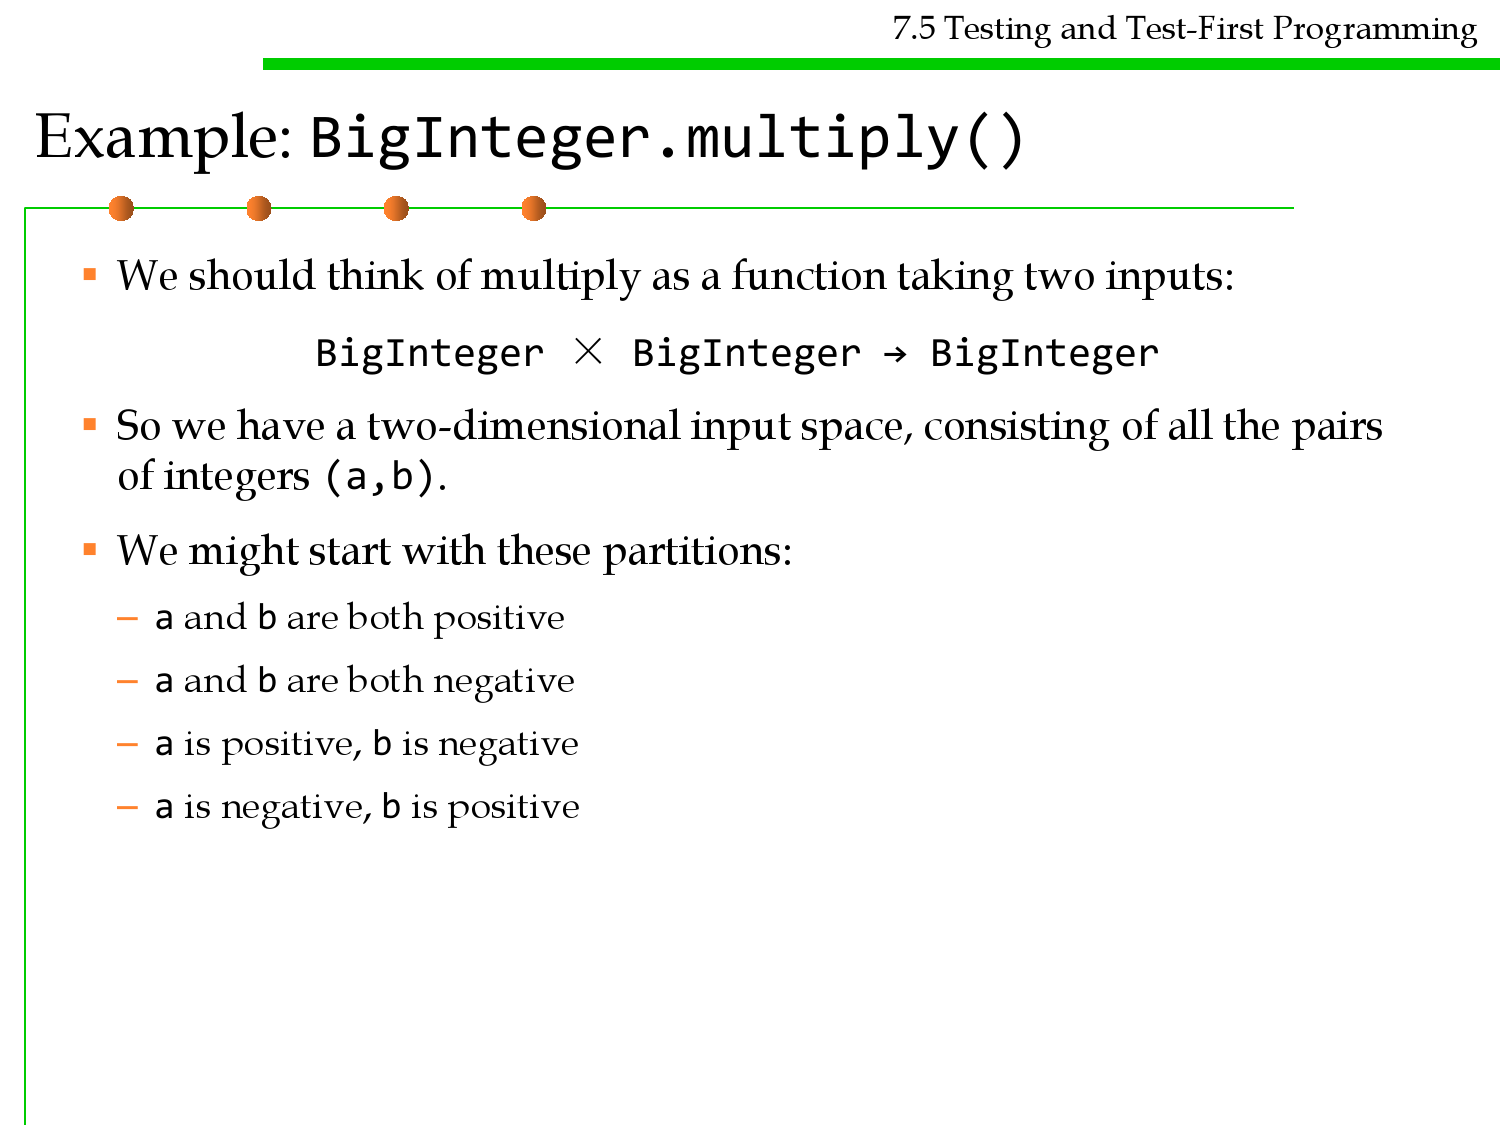 7.5 Testing and Test-First Programming
Example: BigInteger.multiply()
▪ We should think of multiply as a function taking two inputs:
BigInteger × BigInteger → BigInteger
▪ So we have a two-dimensional input space, consisting of all the pairs
of integers (a,b).
▪ We might start with these partitions:
– a and b are both positive
– a and b are both negative
– a is positive, b is negative
– a is negative, b is positive